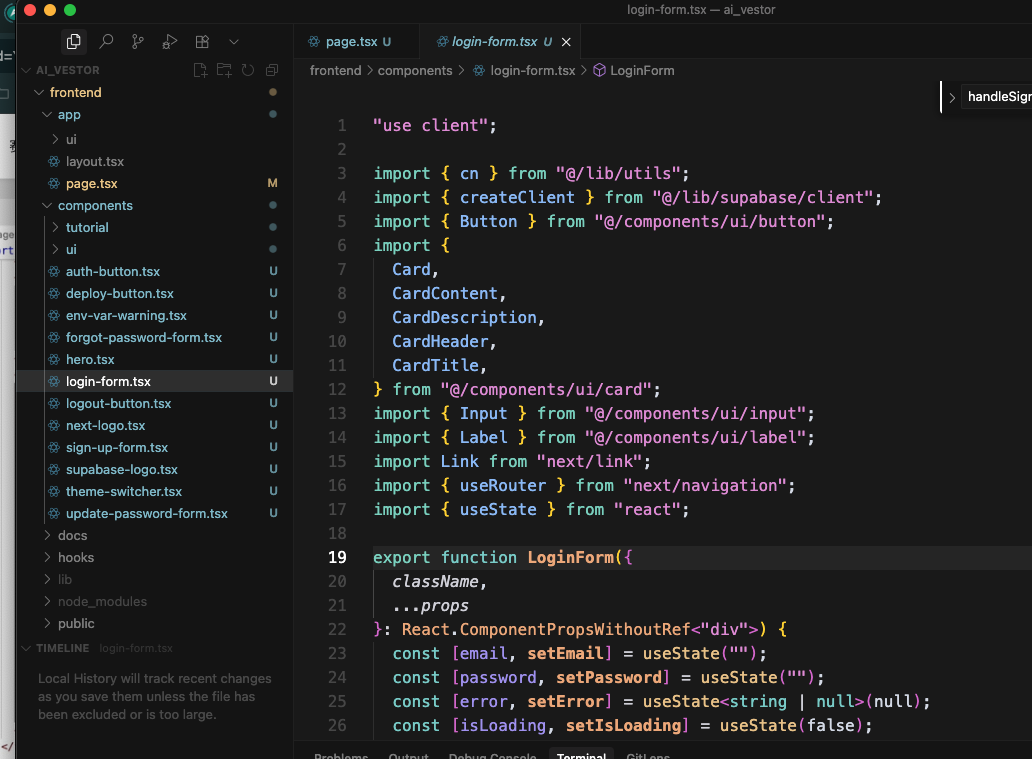 login-form.tsx — ai_vestor
page.tsx U
login-form.tsx U
AI_VESTOR
frontend
app
ui
layout.tsx
page.tsx M
components
tutorial
ui
auth-button.tsx U
deploy-button.tsx U
env-var-warning.tsx U
forgot-password-form.tsx U
hero.tsx U
login-form.tsx U
logout-button.tsx U
next-logo.tsx U
sign-up-form.tsx U
supabase-logo.tsx U
theme-switcher.tsx U
update-password-form.tsx U
docs
hooks
lib
node_modules
public
TIMELINE login-form.tsx
Local History will track recent changes
as you save them unless the file has
been excluded or is too large.
frontend > components > login-form.tsx > LoginForm
handleSigr
1 "use client";
2
3 import { cn } from "@/lib/utils";
4 import { createClient } from "@/lib/supabase/client";
5 import { Button } from "@/components/ui/button";
6 import {
7 Card,
8 CardContent,
9 CardDescription,
10 CardHeader,
11 CardTitle,
12 } from "@/components/ui/card";
13 import { Input } from "@/components/ui/input";
14 import { Label } from "@/components/ui/label";
15 import Link from "next/link";
16 import { useRouter } from "next/navigation";
17 import { useState } from "react";
18
19 export function LoginForm({
20 className,
21 ...props
22 }: React.ComponentPropsWithoutRef<"div">) {
23 const [email, setEmail] = useState("");
24 const [password, setPassword] = useState("");
25 const [error, setError] = useState<string | null>(null);
26 const [isLoading, setIsLoading] = useState(false);
Problems Output Debug Console Terminal GitLens